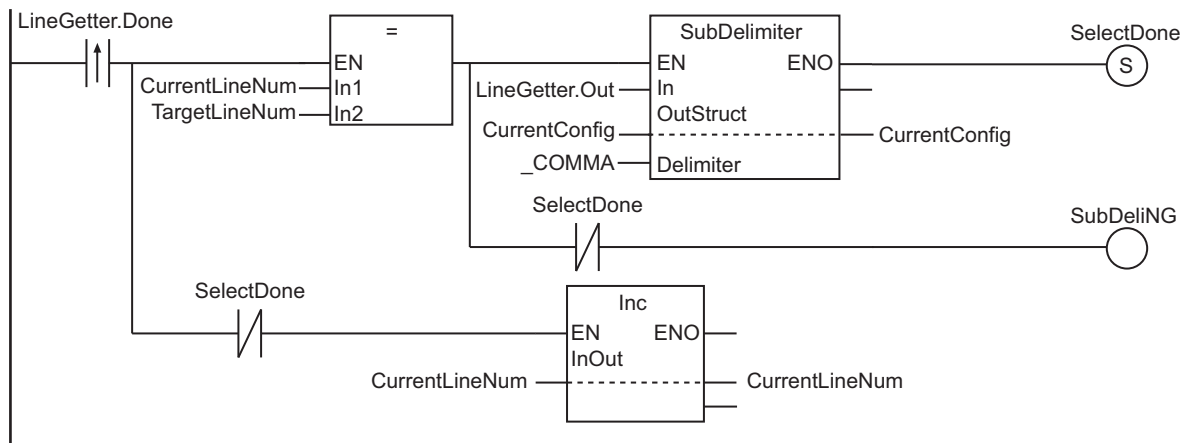 LineGetter.Done
=
EN
CurrentLineNum In1
TargetLineNum In2
SubDelimiter
EN ENO
LineGetter.Out In
OutStruct
CurrentConfig CurrentConfig
_COMMA Delimiter
SelectDone
S
SelectDone
SubDeliNG
SelectDone
Inc
EN ENO
InOut
CurrentLineNum CurrentLineNum